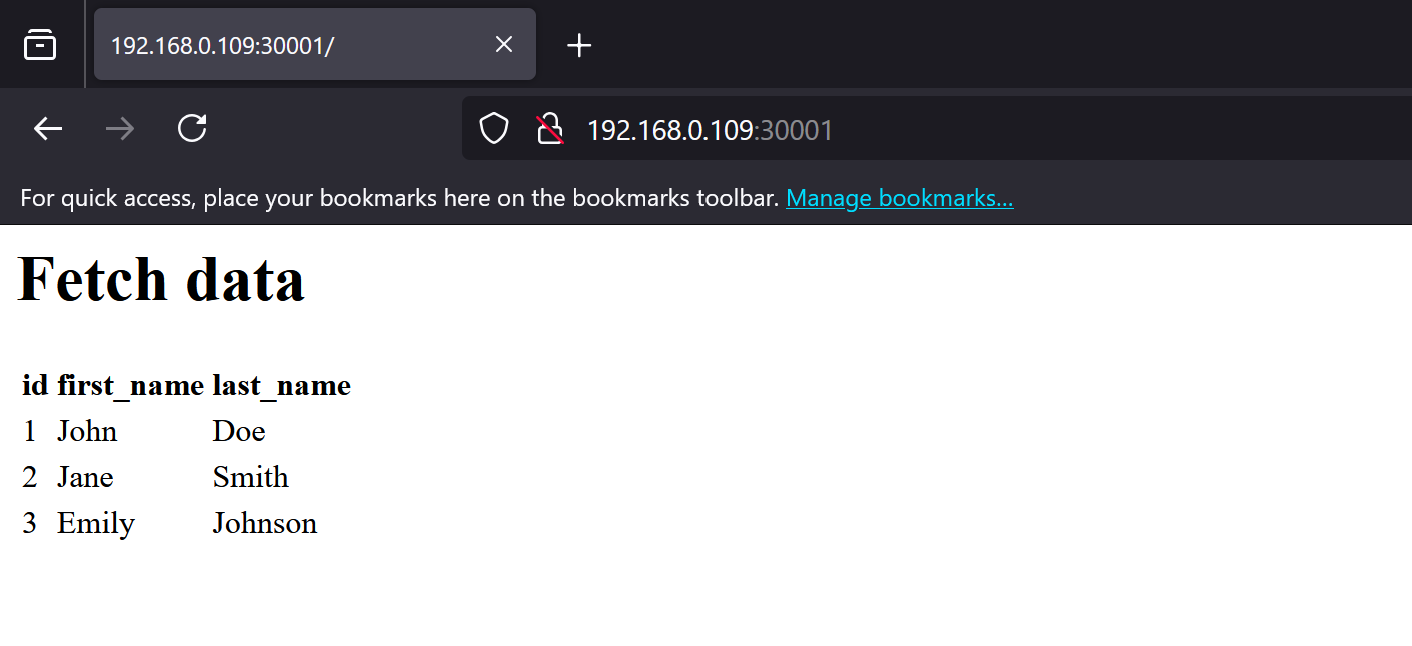 192.168.0.109:30001/
192.168.0.109:30001
For quick access, place your bookmarks here on the bookmarks toolbar. Manage bookmarks...
Fetch data
id first_name last_name
1 John Doe
2 Jane Smith
3 Emily Johnson